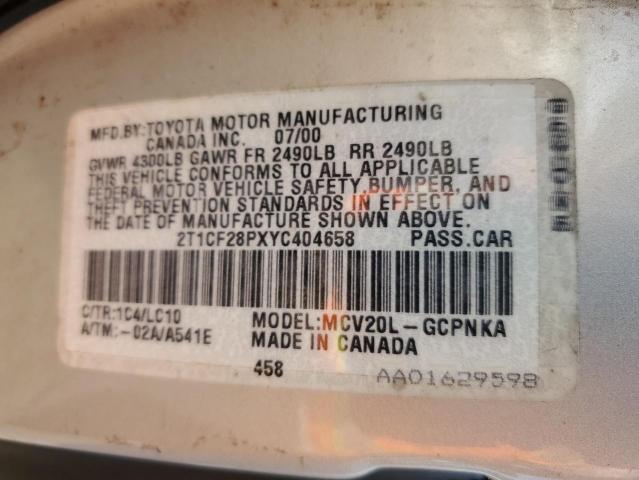 MFD.BY:TOYOTA MOTOR MANUFACTURING
CANADA INC. 07/00
GVWR 4300LB GAWR FR 2490LB RR 2490LB
THIS VEHICLE CONFORMS TO ALL APPLICABLE
FEDERAL MOTOR VEHICLE SAFETY,BUMPER, AND
THEFT PREVENTION STANDARDS IN EFFECT ON
THE DATE OF MANUFACTURE SHOWN ABOVE.
2T1CF28PXYC404658 PASS.CAR
C/TR:1C4/LC10 MODEL:MCV20L-GCPNKA
A/TM:-02A/A541E MADE IN CANADA
458
AA01629598